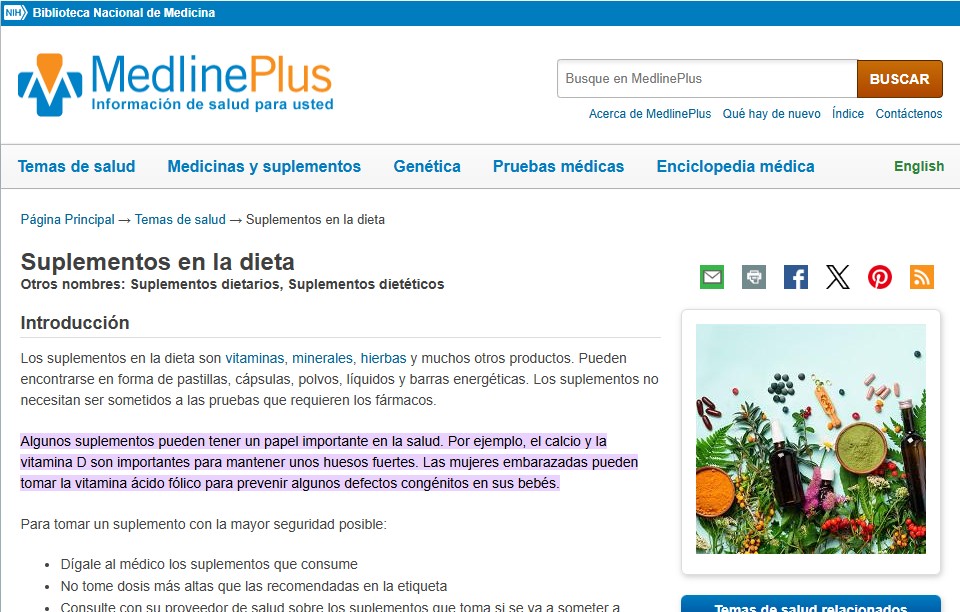 NIH Biblioteca Nacional de Medicina
MedlinePlus
Información de salud para usted
Busque en MedlinePlus
BUSCAR
Acerca de MedlinePlus Qué hay de nuevo Índice Contáctenos
Temas de salud Medicinas y suplementos Genética Pruebas médicas Enciclopedia médica English
Página Principal → Temas de salud → Suplementos en la dieta
Suplementos en la dieta
Otros nombres: Suplementos dietarios, Suplementos dietéticos
Introducción
Los suplementos en la dieta son vitaminas, minerales, hierbas y muchos otros productos. Pueden
encontrarse en forma de pastillas, cápsulas, polvos, líquidos y barras energéticas. Los suplementos no
necesitan ser sometidos a las pruebas que requieren los fármacos.
Algunos suplementos pueden tener un papel importante en la salud. Por ejemplo, el calcio y la
vitamina D son importantes para mantener unos huesos fuertes. Las mujeres embarazadas pueden
tomar la vitamina ácido fólico para prevenir algunos defectos congénitos en sus bebés.
Para tomar un suplemento con la mayor seguridad posible:
• Dígale al médico los suplementos que consume
• No tome dosis más altas que las recomendadas en la etiqueta
• Consulte con su proveedor de salud sobre los suplementos que toma si se va a someter a
Temas de salud relacionados